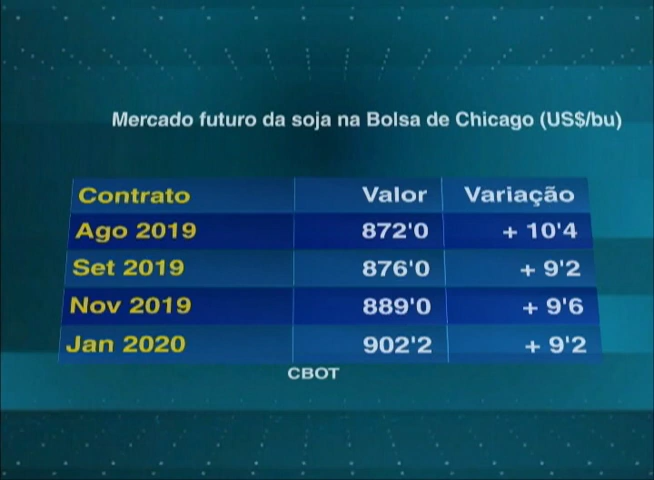 Mercado futuro da soja na Bolsa de Chicago (US$/bu)
Contrato Valor Variação
Ago 2019 872'0 + 10'4
Set 2019 876'0 + 9'2
Nov 2019 889'0 + 9'6
Jan 2020 902'2 + 9'2
CBOT